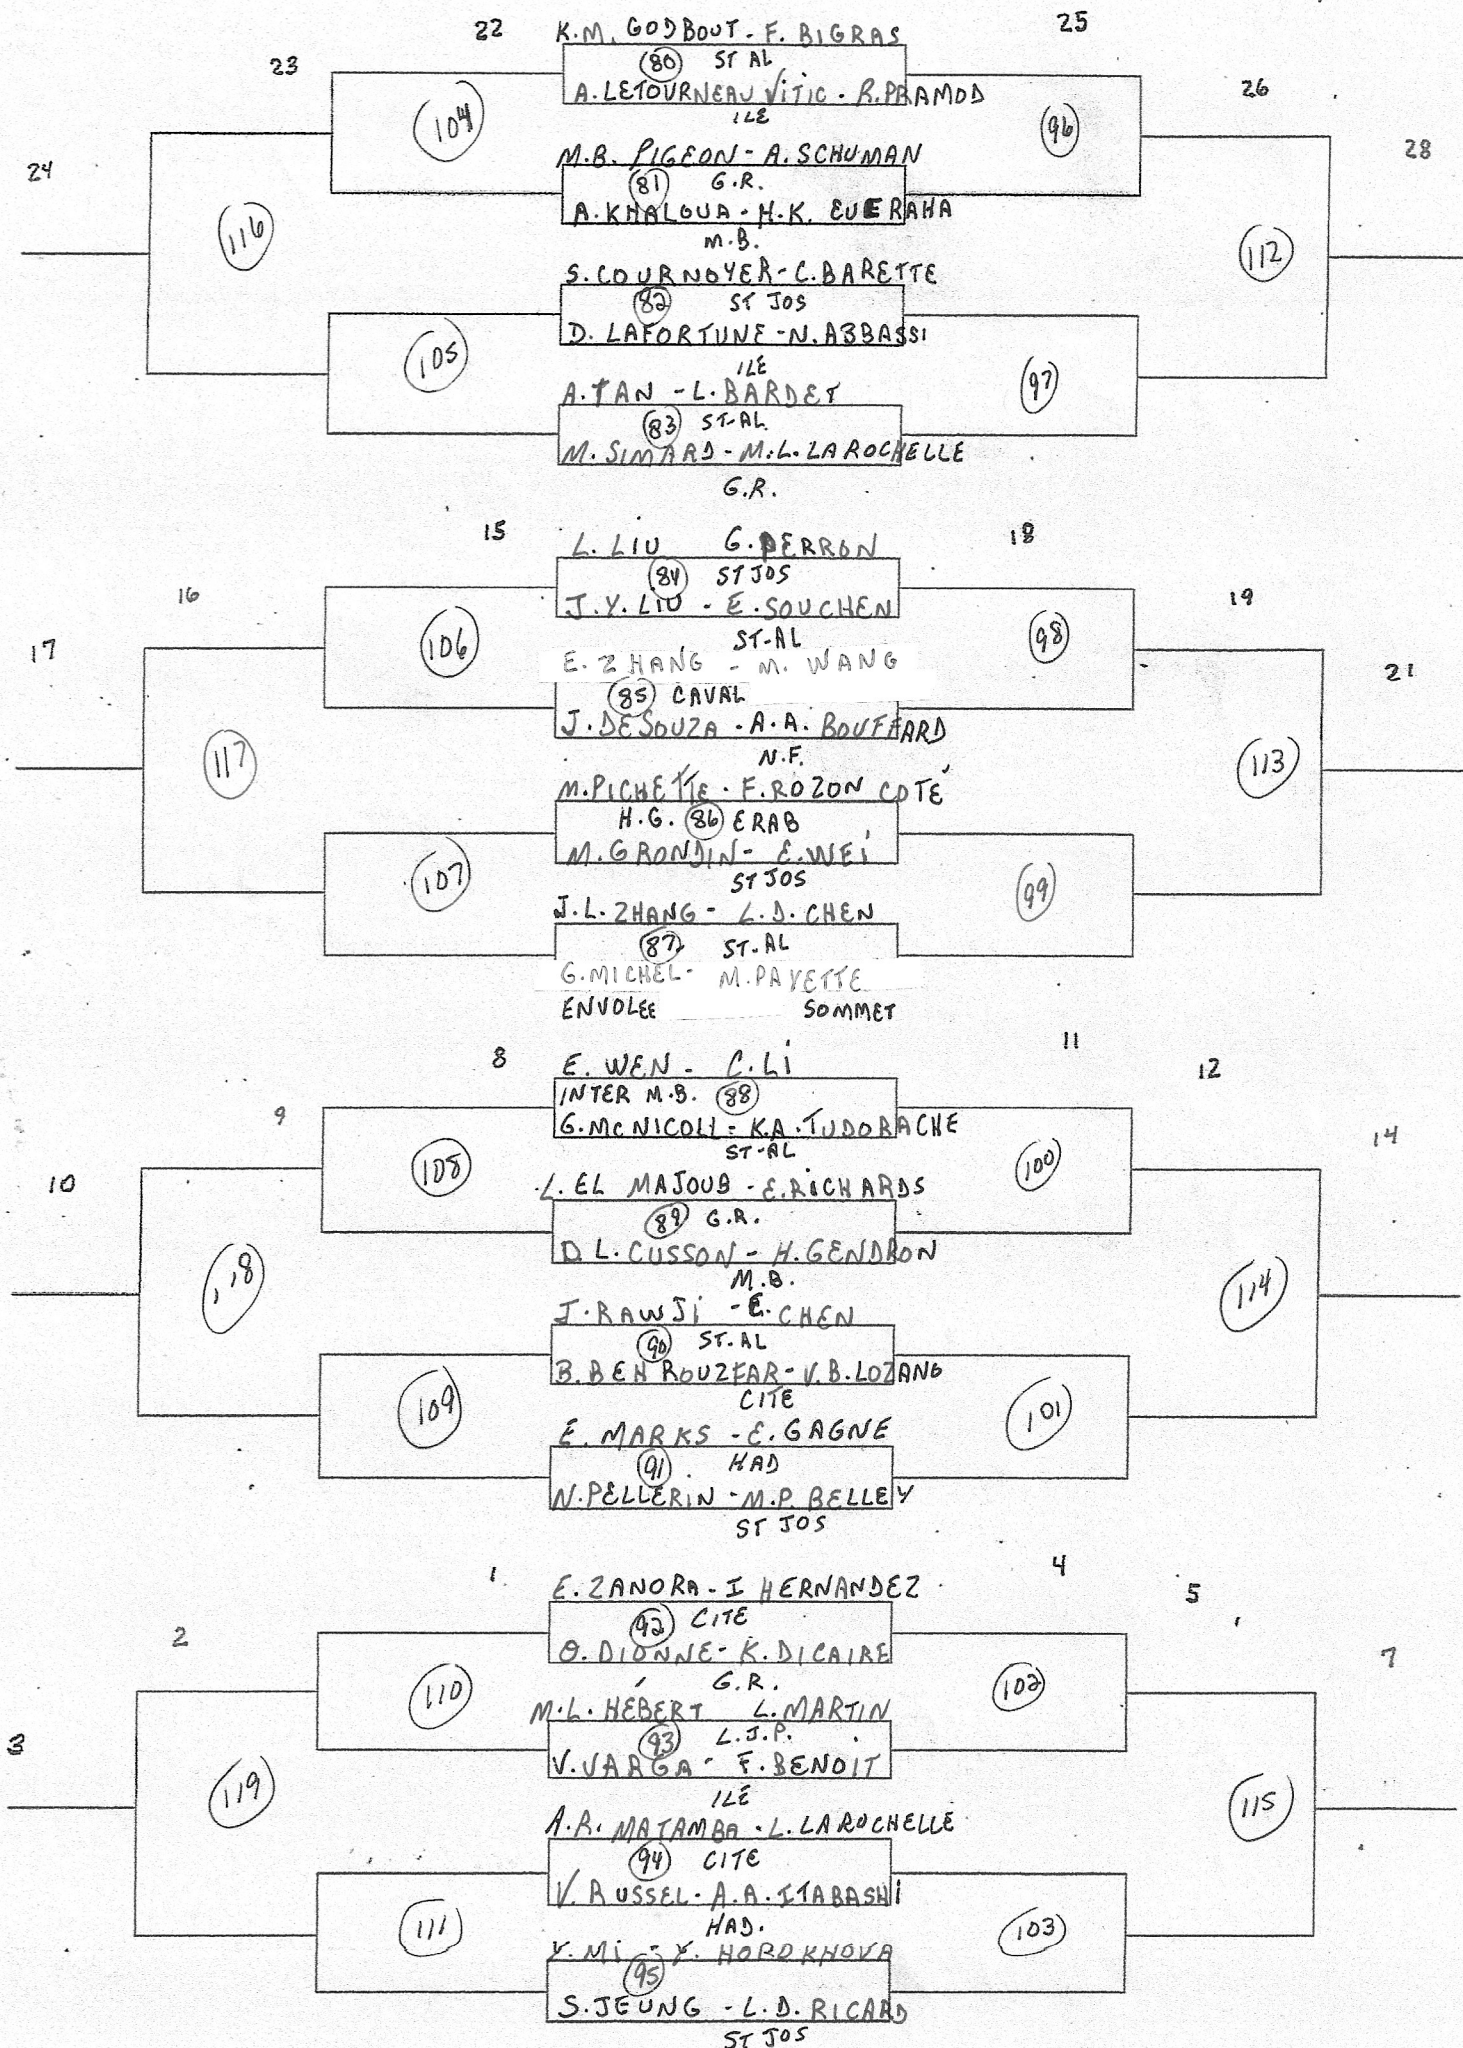 22 K.M. GODBOUT - F. BIGRAS 25
23 (80) ST AL 26
A. LETOURNEAU VITIC - R. PRAMOD
(104) ILE (96)
24 M.B. PIGEON - A. SCHUMAN 28
(81) G.R.
A. KHALOUA - H.K. EUERAHA
(116) M.B. (112)
S. COURNOYER - C. BARETTE
(82) ST JOS
D. LAFORTUNE - N. ABBASSI
(105) ILE (97)
A. TAN - L. BARDET
(83) ST-AL
M. SIMARD - M.L. LAROCHELLE
G.R.
15 L. LIU G. PERRON 18
16 (84) ST JOS 19
J.Y. LIU - E. SOUCHEN
(106) ST-AL (98)
17 E. ZHANG - M. WANG 21
(85) CAVAL
J. DESOUZA - A.A. BOUFFARD
(117) N.F. (113)
M. PICHETTE - F. ROZON COTÉ
H.G. (86) ERAB
M. GRONDIN - E. WEI
(107) ST JOS (99)
J.L. ZHANG - L.D. CHEN
(87) ST-AL
G. MICHEL - M. PAYETTE
ENVOLEE SOMMET
8 E. WEN - C. LI 11
9 INTER M.B. (88) 12
G. MCNICOLL - K.A. TUDORACHE
(108) ST-AL (100) 14
10 L. EL MAJOUB - E. RICHARDS
(89) G.R.
D.L. CUSSON - H. GENDRON
(118) M.B. (114)
J. RAWJI - E. CHEN
(90) ST.AL
B. BEH ROUZFAR - V.B. LOZANO
(109) CITE (101)
E. MARKS - E. GAGNE
(91) HAD
N. PELLERIN - M.P. BELLEY
ST JOS
1 E. ZANORA - I HERNANDEZ 4
2 (92) CITE 5
O. DIONNE - K. DICAIRE
(110) G.R. (102) 7
M.L. HÉBERT L. MARTIN
3 (93) L.J.P.
V. VARGA - F. BENOIT
(119) ILE (115)
A.R. MATAMBA - L. LAROCHELLE
(94) CITE
V. RUSSEL - A.A. ITABASHI
(111) HAD. (103)
Y. MI - Y. HOROKHOVA
(95)
S. JEUNG - L.D. RICARD
ST JOS